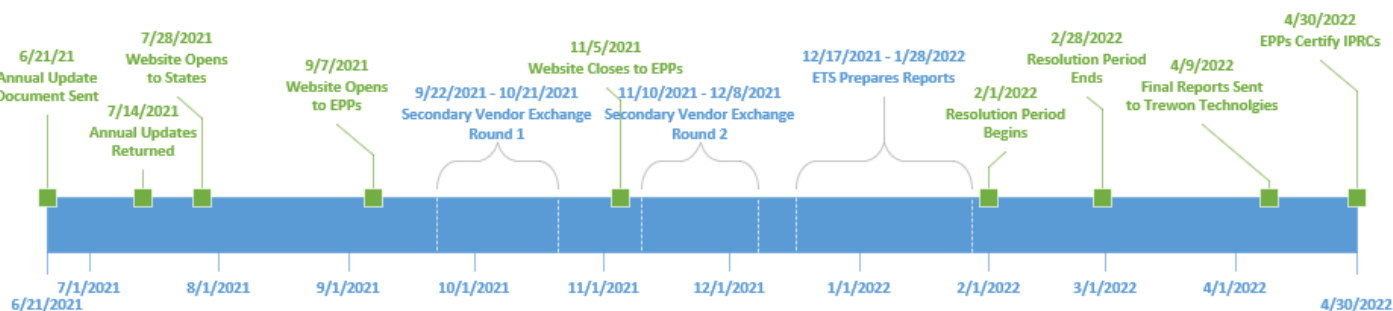 6/21/21
Annual Update
Document Sent
7/14/2021
Annual Updates
Returned
7/28/2021
Website Opens
to States
9/7/2021
Website Opens
to EPPs
9/22/2021 - 10/21/2021
Secondary Vendor Exchange
Round 1
11/5/2021
Website Closes to EPPs
11/10/2021 - 12/8/2021
Secondary Vendor Exchange
Round 2
12/17/2021 - 1/28/2022
ETS Prepares Reports
2/1/2022
Resolution Period
Begins
2/28/2022
Resolution Period
Ends
4/9/2022
Final Reports Sent
to Trewon Technolgies
4/30/2022
EPPs Certify IPRCs
6/21/2021
7/1/2021
8/1/2021
9/1/2021
10/1/2021
11/1/2021
12/1/2021
1/1/2022
2/1/2022
3/1/2022
4/1/2022
4/30/2022